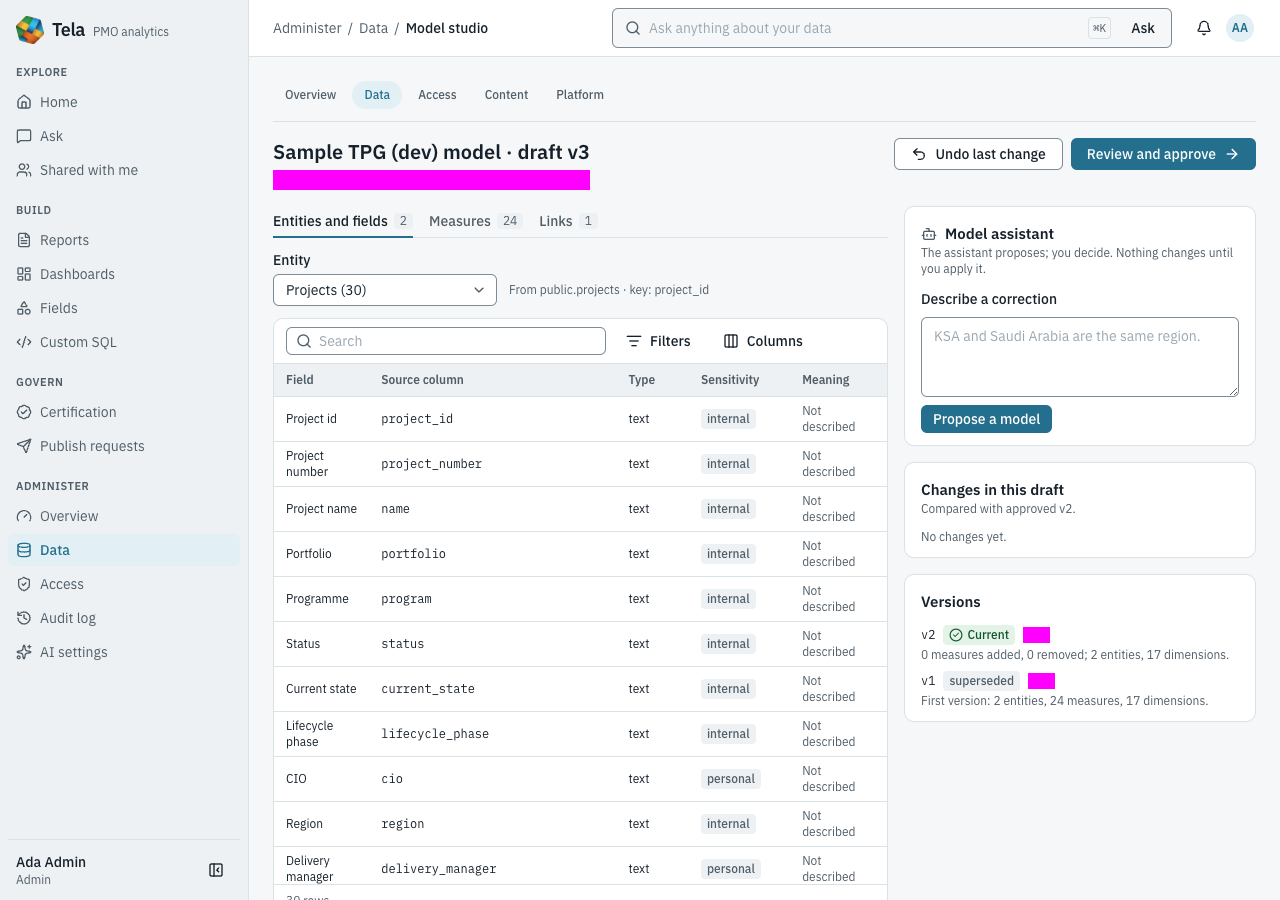 Tela PMO analytics
EXPLORE
Home
Ask
Shared with me
BUILD
Reports
Dashboards
Fields
Custom SQL
GOVERN
Certification
Publish requests
ADMINISTER
Overview
Data
Access
Audit log
AI settings
Ada Admin
Admin
Administer / Data / Model studio
Ask anything about your data
⌘K
Ask
AA
Overview Data Access Content Platform
Sample TPG (dev) model · draft v3
Undo last change
Review and approve
Entities and fields 2 Measures 24 Links 1
Entity
Projects (30)
From public.projects · key: project_id
Search
Filters
Columns
Field Source column Type Sensitivity Meaning
Project id project_id text internal Not described
Project number project_number text internal Not described
Project name name text internal Not described
Portfolio portfolio text internal Not described
Programme program text internal Not described
Status status text internal Not described
Current state current_state text internal Not described
Lifecycle phase lifecycle_phase text internal Not described
CIO cio text personal Not described
Region region text internal Not described
Delivery manager delivery_manager text personal Not described
30 rows
Model assistant
The assistant proposes; you decide. Nothing changes until
you apply it.
Describe a correction
KSA and Saudi Arabia are the same region.
Propose a model
Changes in this draft
Compared with approved v2.
No changes yet.
Versions
v2 Current
0 measures added, 0 removed; 2 entities, 17 dimensions.
v1 superseded
First version: 2 entities, 24 measures, 17 dimensions.